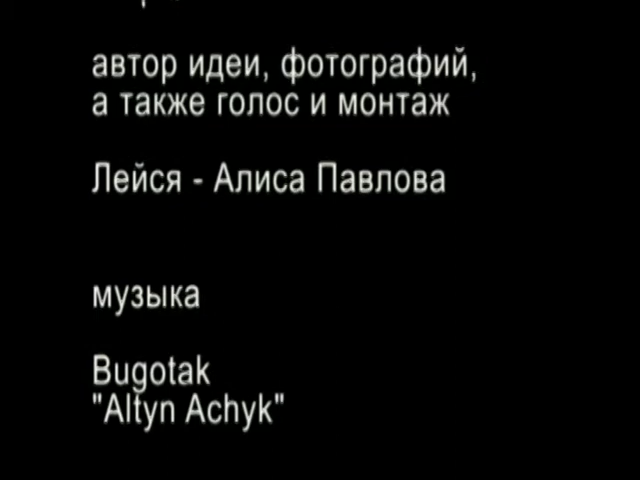 автор идеи, фотографий,
а также голос и монтаж
Лейся - Алиса Павлова
музыка
Bugotak
"Altyn Achyk"